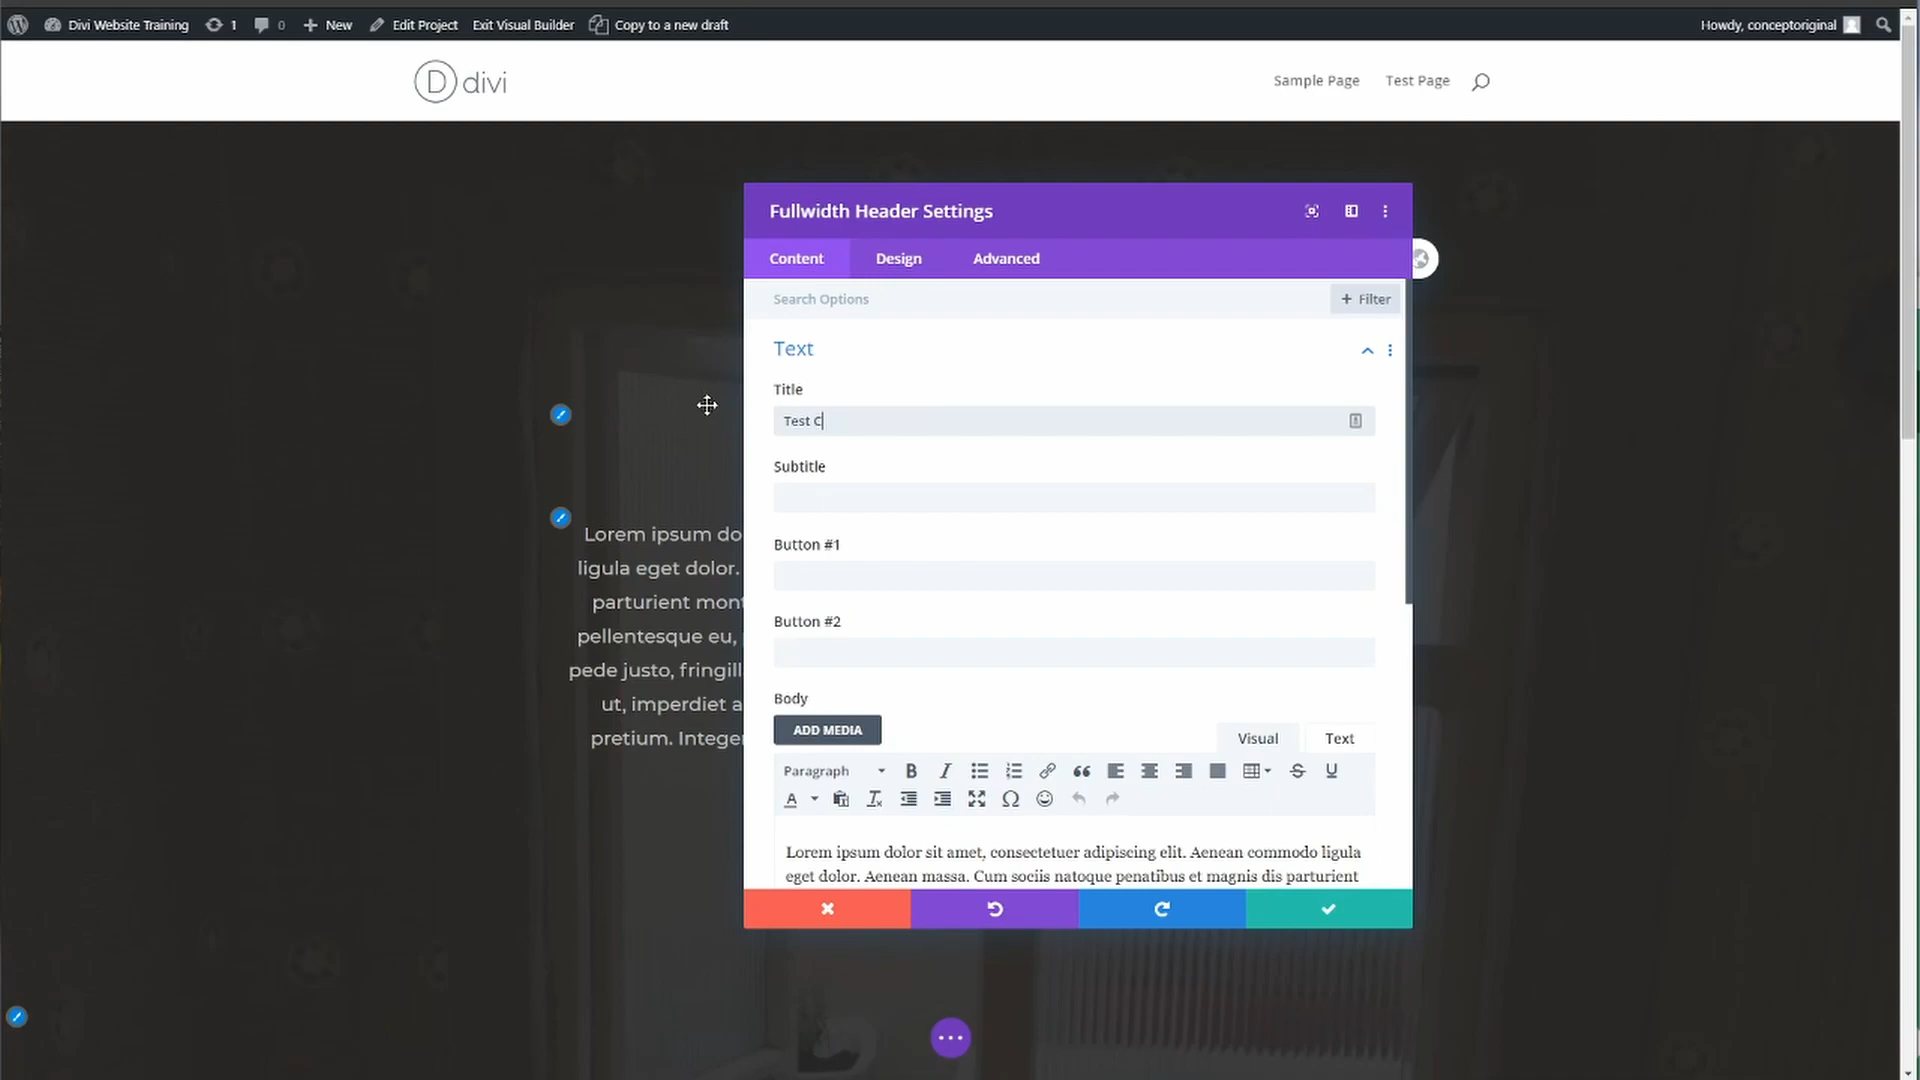 Divi Website Training 1 0 New Edit Project Exit Visual Builder Copy to a new draft Howdy, conceptoriginal
D divi Sample Page Test Page
Fullwidth Header Settings
Content Design Advanced
Search Options + Filter
Text
Title
Test C
Subtitle
Button #1
Button #2
Body
ADD MEDIA
Visual Text
Paragraph B I U
A
Lorem ipsum dolor sit amet, consectetuer adipiscing elit. Aenean commodo ligula
eget dolor. Aenean massa. Cum sociis natoque penatibus et magnis dis parturient
Lorem ipsum do
ligula eget dolor.
parturient mont
pellentesque eu,
pede justo, fringill
ut, imperdiet a
pretium. Integer